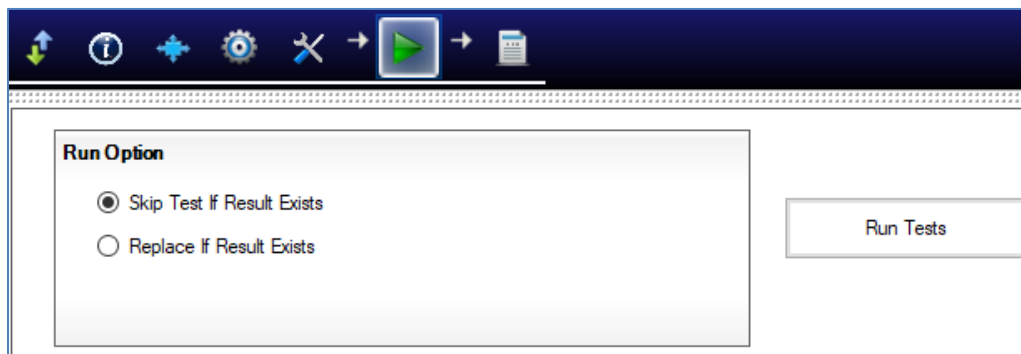 Run Option
Skip Test If Result Exists
Replace If Result Exists
Run Tests